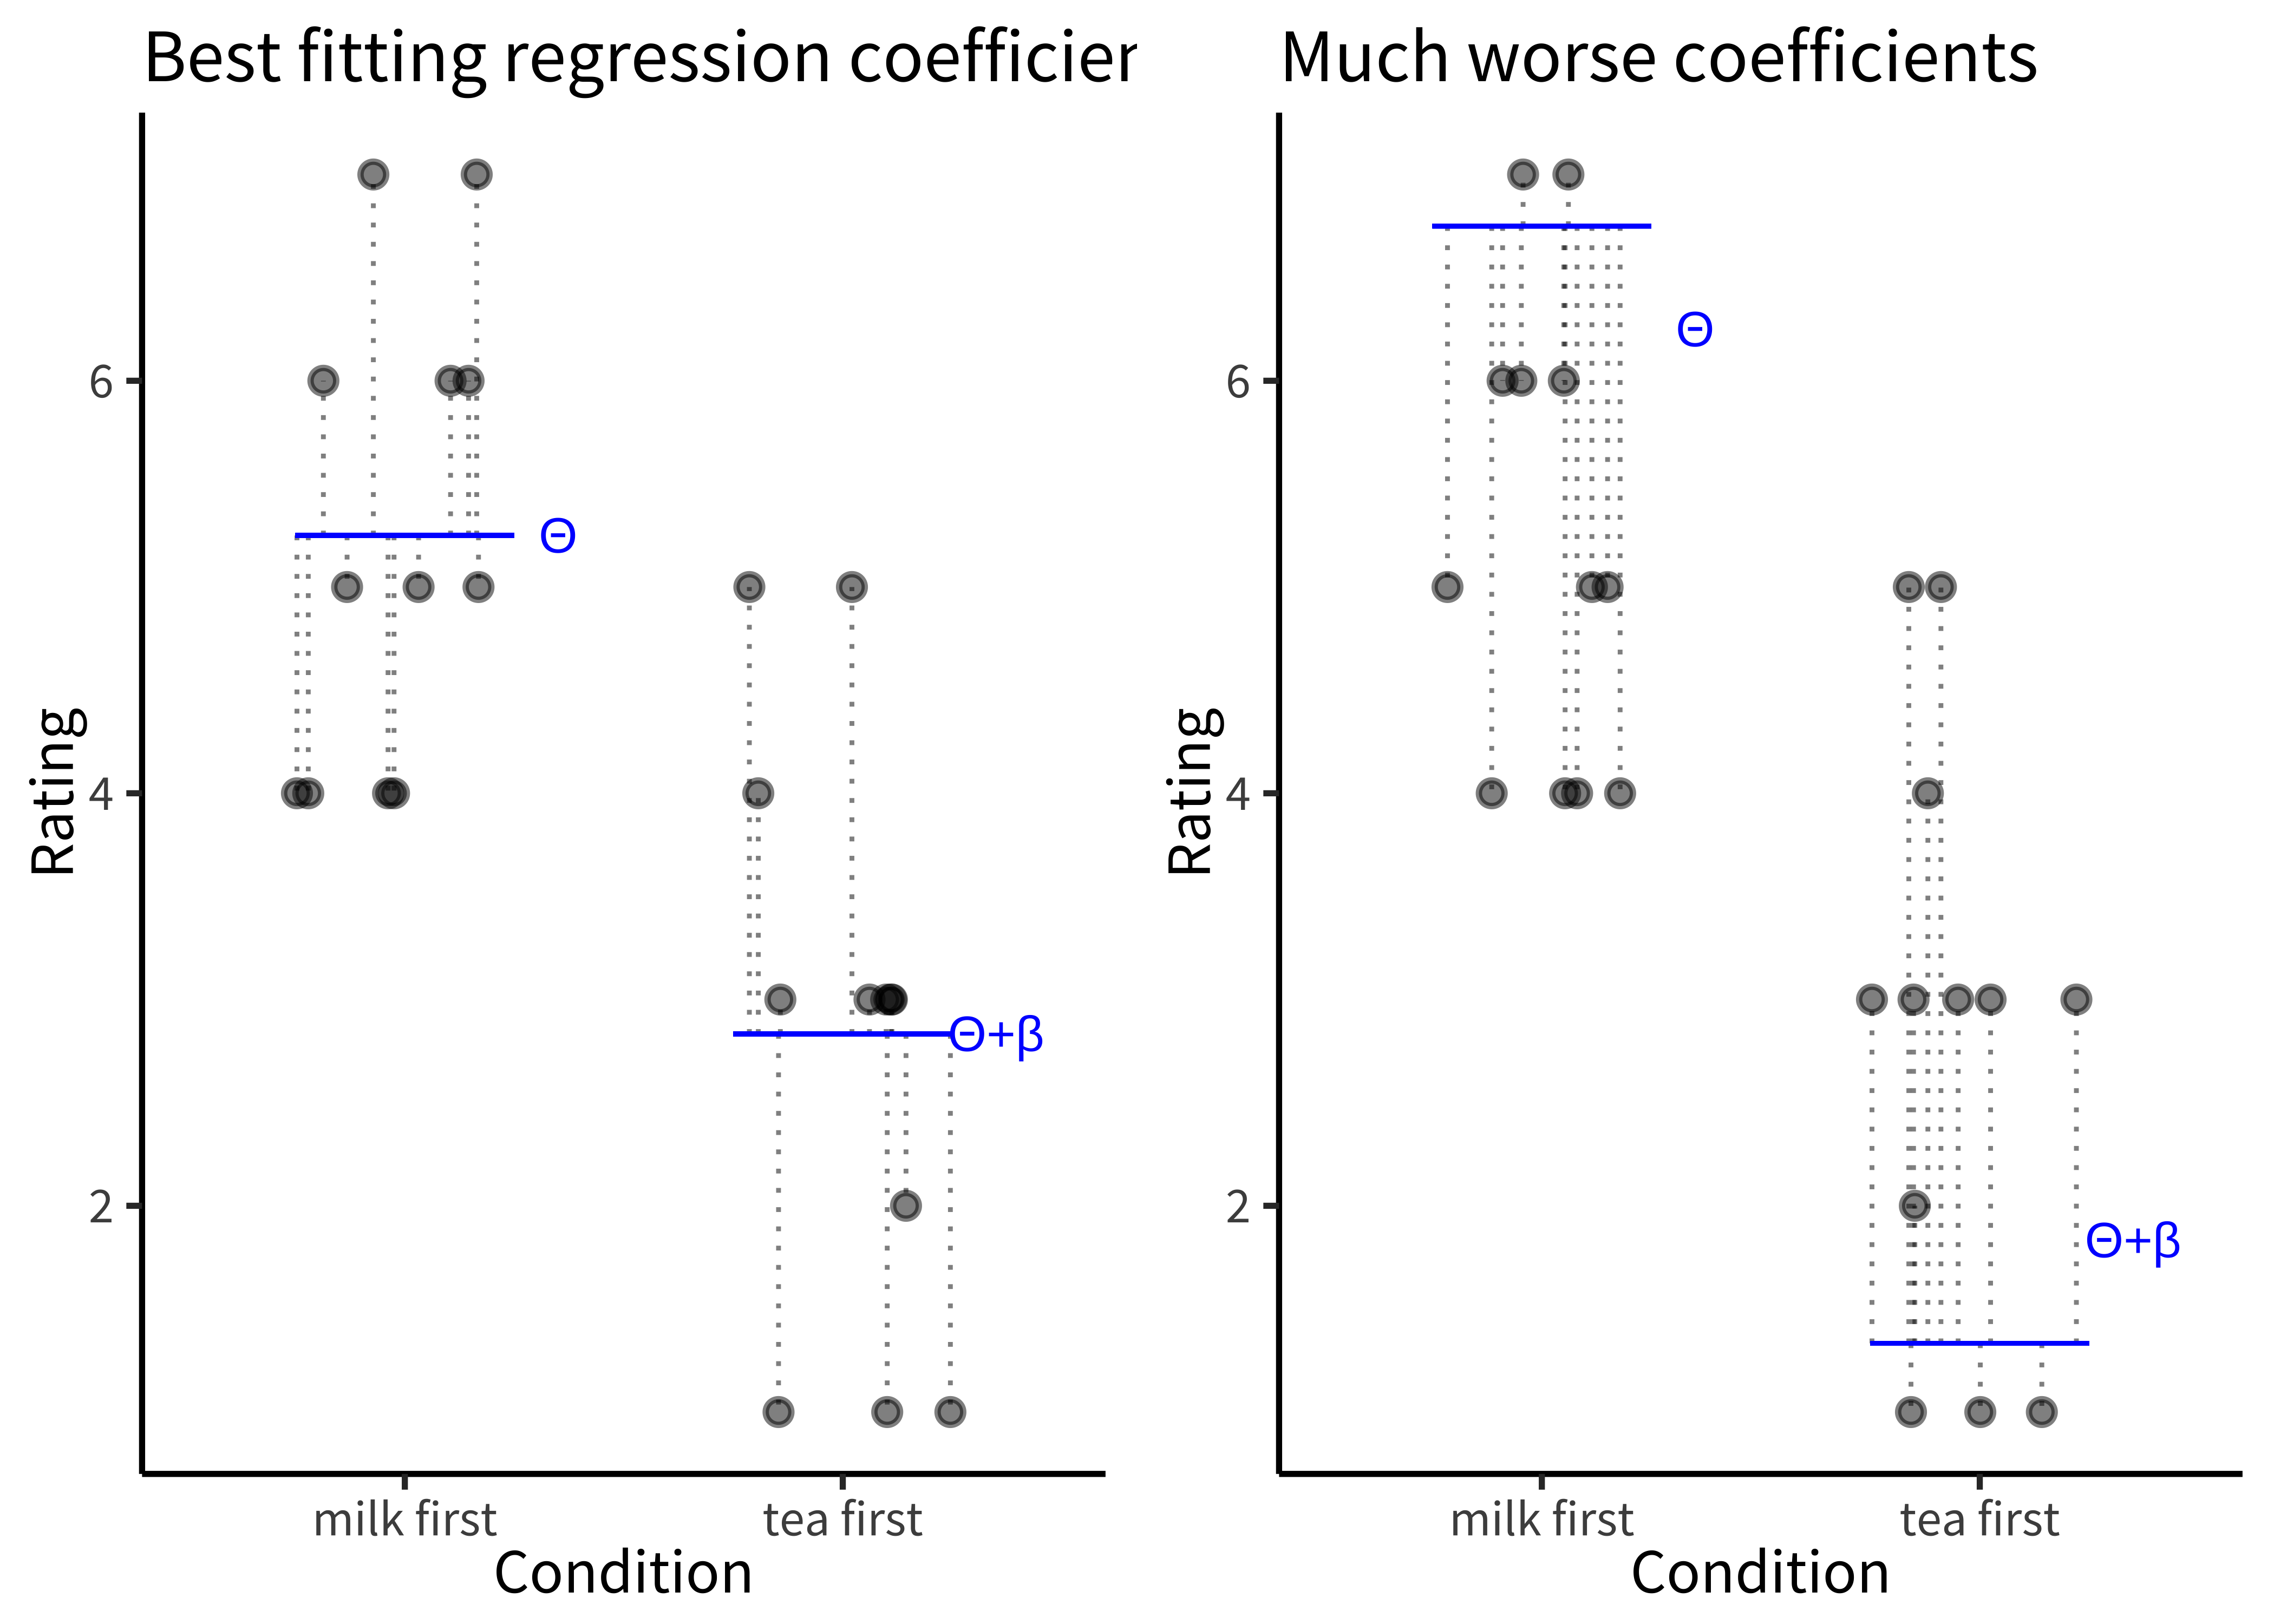 Best fitting regression coefficier
Rating
6
4
2
Θ
Θ+β
milk first
tea first
Condition
Much worse coefficients
Rating
6
4
2
Θ
Θ+β
milk first
tea first
Condition